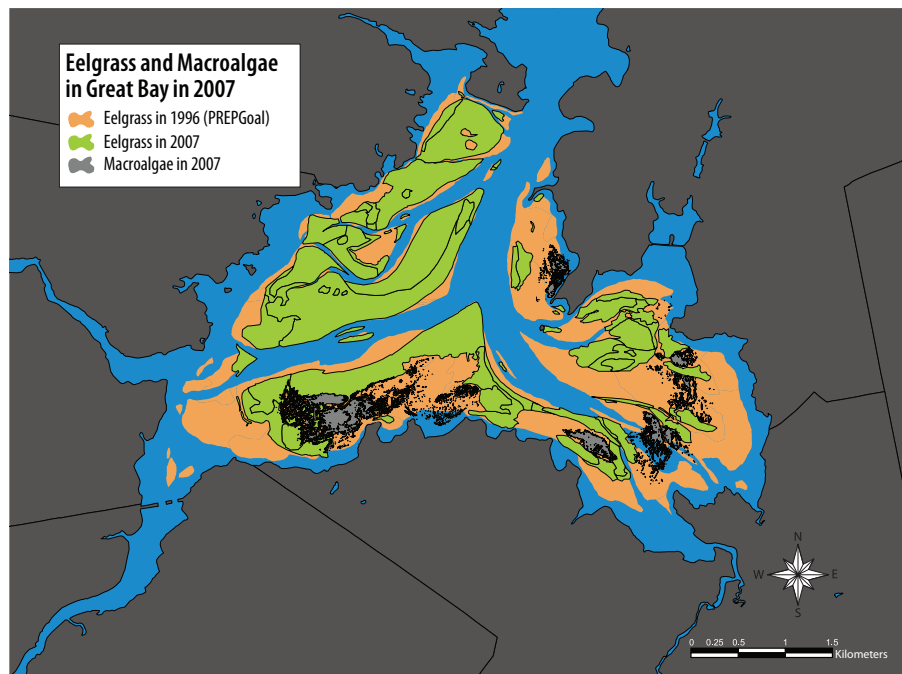 Eelgrass and Macroalgae
in Great Bay in 2007
Eelgrass in 1996 (PREPGoal)
Eelgrass in 2007
Macroalgae in 2007
N
W E
S
0 0.25 0.5 1 1.5
Kilometers